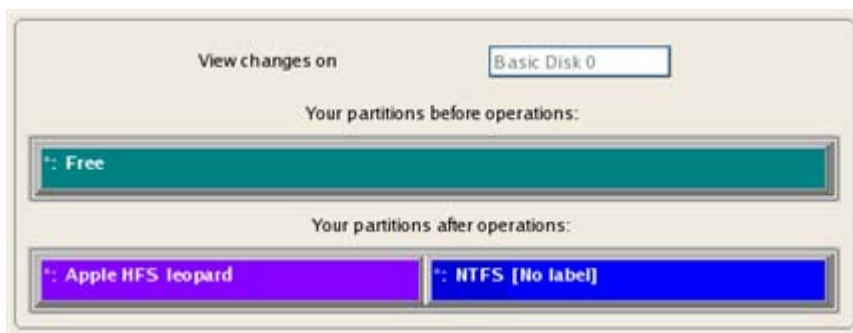 View changes on
Basic Disk 0
Your partitions before operations:
*: Free
Your partitions after operations:
*: Apple HFS leopard
*: NTFS [No label]